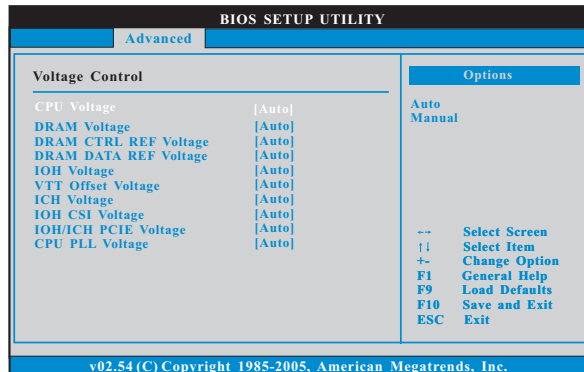 BIOS SETUP UTILITY
Advanced
Voltage Control
CPU Voltage [Auto]
DRAM Voltage [Auto]
DRAM CTRL REF Voltage [Auto]
DRAM DATA REF Voltage [Auto]
IOH Voltage [Auto]
VTT Offset Voltage [Auto]
ICH Voltage [Auto]
IOH CSI Voltage [Auto]
IOH/ICH PCIE Voltage [Auto]
CPU PLL Voltage [Auto]
Options
Auto
Manual
←→ Select Screen
↑↓ Select Item
+- Change Option
F1 General Help
F9 Load Defaults
F10 Save and Exit
ESC Exit
v02.54 (C) Copyright 1985-2005, American Megatrends, Inc.